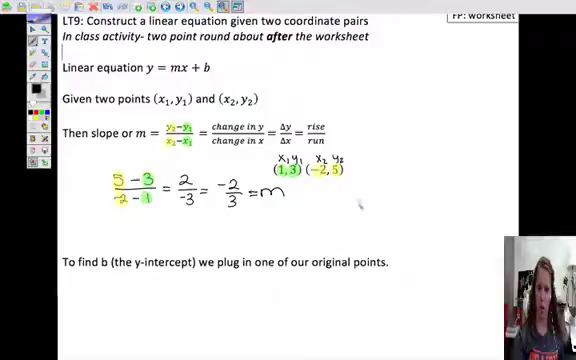 FP: worksheet
LT9: Construct a linear equation given two coordinate pairs
In class activity- two point round about after the worksheet
Linear equation y = mx + b
Given two points (x₁, y₁) and (x₂, y₂)
Then slope or m = (y₂−y₁)/(x₂−x₁) = change in y/change in x = Δy/Δx = rise/run
x₁ y₁ x₂ y₂
(1, 3) (−2, 5)
(5 − 3)/(-2 - 1) = 2/-3 = -2/3 = m
To find b (the y-intercept) we plug in one of our original points.